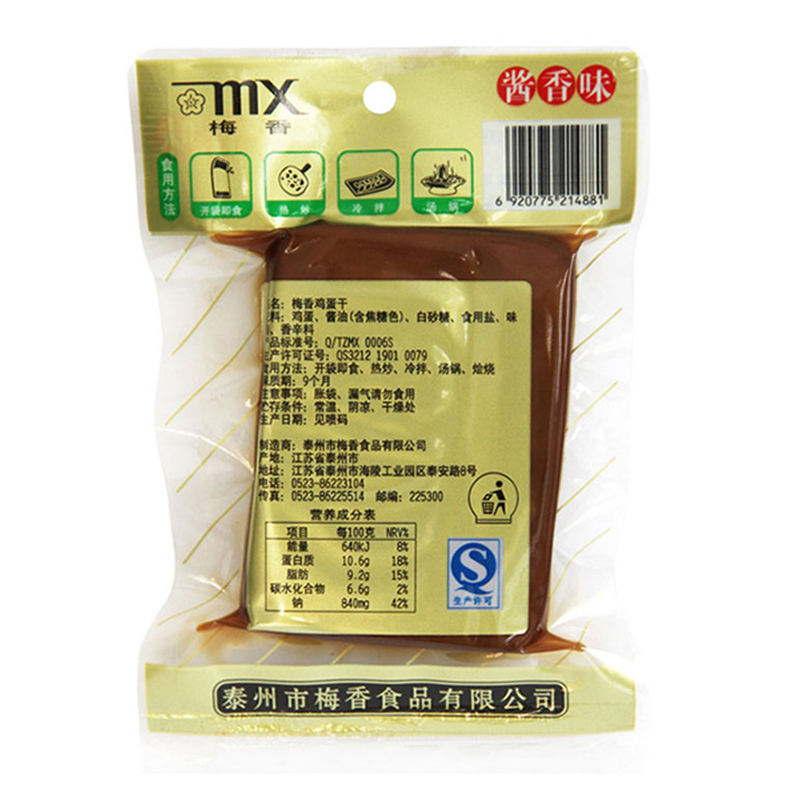 mx
梅香
酱香味
食用方法
开袋即食 热炒 冷拌 汤锅
6 920775 214881
名: 梅香鸡蛋干
料: 鸡蛋、酱油(含焦糖色)、白砂糖、食用盐、味
、香辛料
产品标准号: Q/TZMX 0006S
生产许可证号: QS3212 1901 0079
食用方法: 开袋即食、热炒、冷拌、汤锅、烩烧
保质期: 9个月
注意事项: 胀袋、漏气请勿食用
贮存条件: 常温、阴凉、干燥处
生产日期: 见喷码
制造商: 泰州市梅香食品有限公司
产地: 江苏省泰州市
地址: 江苏省泰州市海陵工业园区泰安路8号
电话: 0523-86223104
传真: 0523-86225514 邮编: 225300
营养成分表
项目 每100克 NRV%
能量 640KJ 8%
蛋白质 10.6g 18%
脂肪 9.2g 15%
碳水化合物 6.6g 2%
钠 840mg 42%
S
生产许可
泰州市梅香食品有限公司